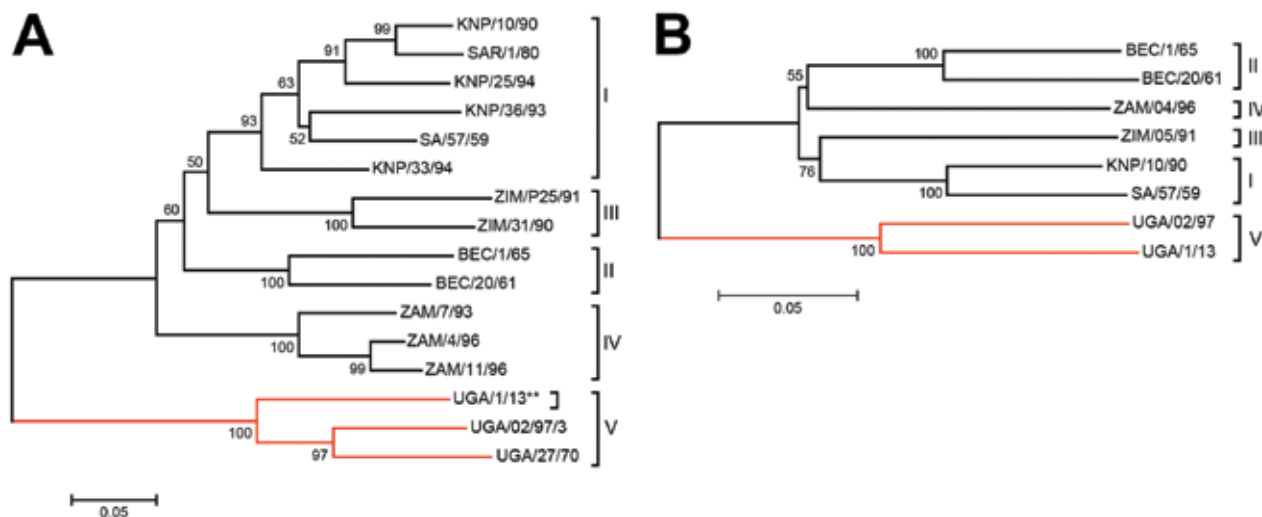 A
KNP/10/90
99
SAR/1/80
91
KNP/25/94
63
I
KNP/36/93
93
52
SA/57/59
50
KNP/33/94
60
ZIM/P25/91
III
100
ZIM/31/90
BEC/1/65
II
100
BEC/20/61
ZAM/7/93
100
ZAM/4/96
IV
99
ZAM/11/96
UGA/1/13**
100
UGA/02/97/3
V
97
UGA/27/70
0.05
B
BEC/1/65
100
II
55
BEC/20/61
ZAM/04/96
IV
ZIM/05/91
III
76
KNP/10/90
I
100
SA/57/59
UGA/02/97
V
100
UGA/1/13
0.05